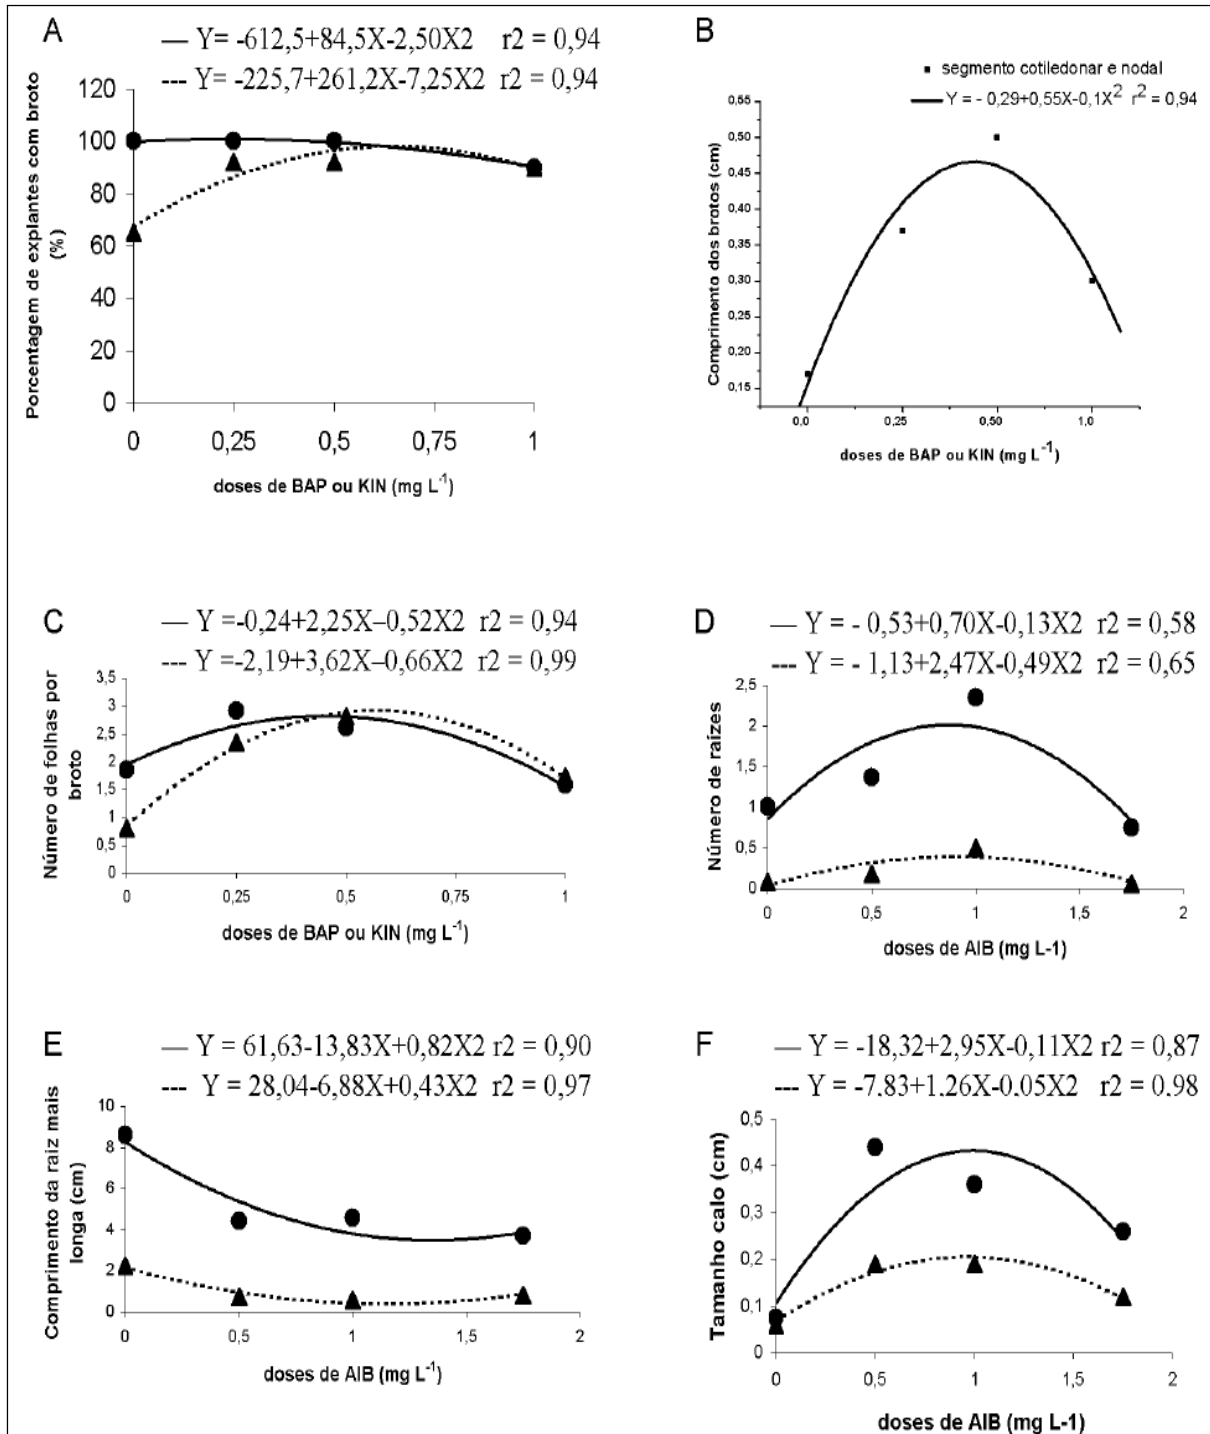 A
Y= -612,5+84,5X-2,50X2 r2 = 0,94
Y= -225,7+261,2X-7,25X2 r2 = 0,94
Porcentagem de explantes com broto
(%)
120
100
80
60
40
20
0
0 0,25 0,5 0,75 1
doses de BAP ou KIN (mg L-1)
B
segmento cotiledonar e nodal
Y = - 0,29+0,55X-0,1X2 r2 = 0,94
Comprimento dos brotos (cm)
0,65
0,50
0,45
0,40
0,35
0,30
0,25
0,20
0,15
0,0 0,25 0,50 1,0
doses de BAP ou KIN (mg L-1)
C
Y =-0,24+2,25X–0,52X2 r2 = 0,94
Y =-2,19+3,62X–0,66X2 r2 = 0,99
Número de folhas por
broto
3,5
3
2,5
2
1,5
1
0,5
0
0 0,25 0,5 0,75 1
doses de BAP ou KIN (mg L-1)
D
Y = - 0,53+0,70X-0,13X2 r2 = 0,58
Y = - 1,13+2,47X-0,49X2 r2 = 0,65
Número de raízes
2,5
2
1,5
1
0,5
0
0 0,5 1 1,5 2
doses de AIB (mg L-1)
E
Y = 61,63-13,83X+0,82X2 r2 = 0,90
Y = 28,04-6,88X+0,43X2 r2 = 0,97
Comprimento da raiz mais
longa (cm)
10
8
6
4
2
0
0 0,5 1 1,5 2
doses de AIB (mg L-1)
F
Y = -18,32+2,95X-0,11X2 r2 = 0,87
Y = -7,83+1,26X-0,05X2 r2 = 0,98
Tamanho calo (cm)
0,5
0,4
0,3
0,2
0,1
0
0 0,5 1 1,5 2
doses de AIB (mg L-1)